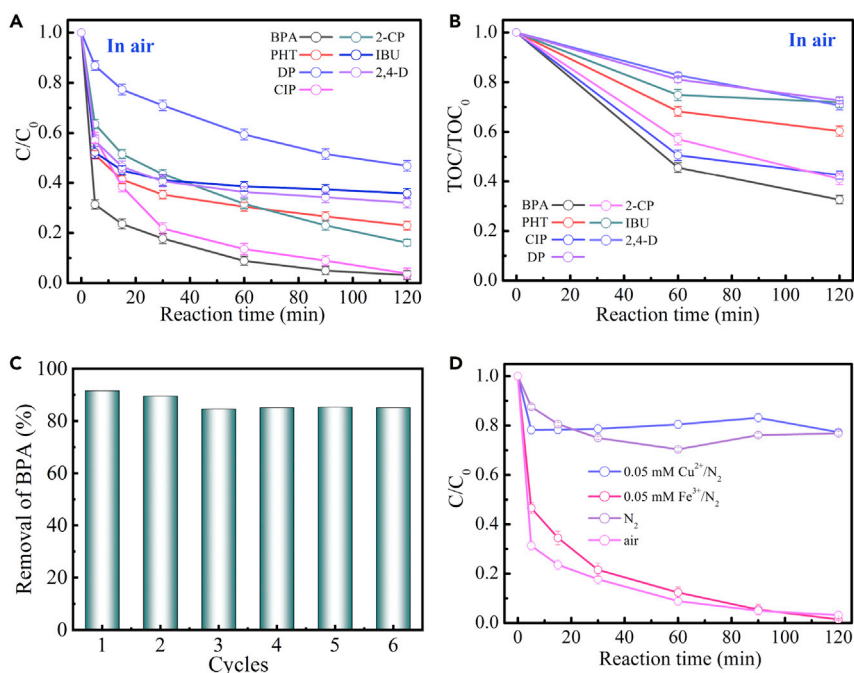 A
In air
BPA 2-CP
PHT IBU
DP 2,4-D
CIP
C/C0
1.0
0.8
0.6
0.4
0.2
0.0
0 20 40 60 80 100 120
Reaction time (min)
B
In air
TOC/TOC0
1.0
0.8
0.6
0.4
0.2
0.0
BPA 2-CP
PHT IBU
CIP 2,4-D
DP
0 20 40 60 80 100 120
Reaction time (min)
C
Removal of BPA (%)
100
80
60
40
20
0
1 2 3 4 5 6
Cycles
D
C/C0
1.0
0.8
0.6
0.4
0.2
0.0
0.05 mM Cu2+/N2
0.05 mM Fe3+/N2
N2
air
0 20 40 60 80 100 120
Reaction time (min)